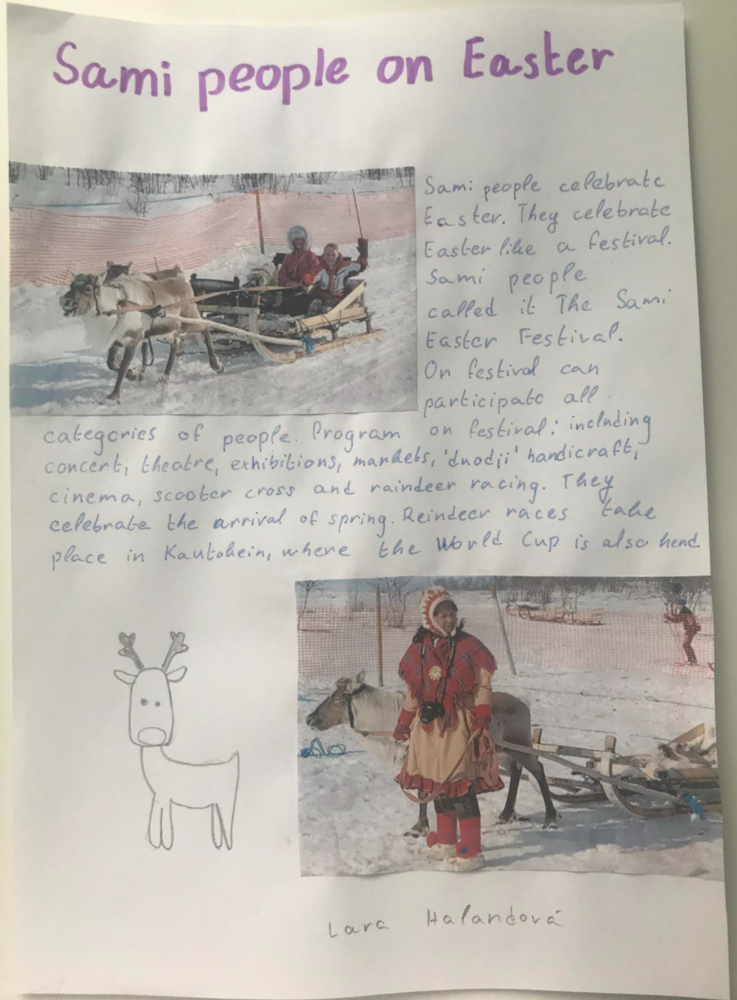 Sami people on Easter
Sami people celebrate
Easter. They celebrate
Easter like a festival.
Sami people
called it The Sami
Easter Festival.
On festival can
participate all
categories of people. Program on festival: including
concert, theatre, exhibitions, markets, 'duodji' handicraft,
cinema, scooter cross and raindeer racing. They
celebrate the arrival of spring. Reindeer races take
place in Kautokein, where the World Cup is also hend.
Lara